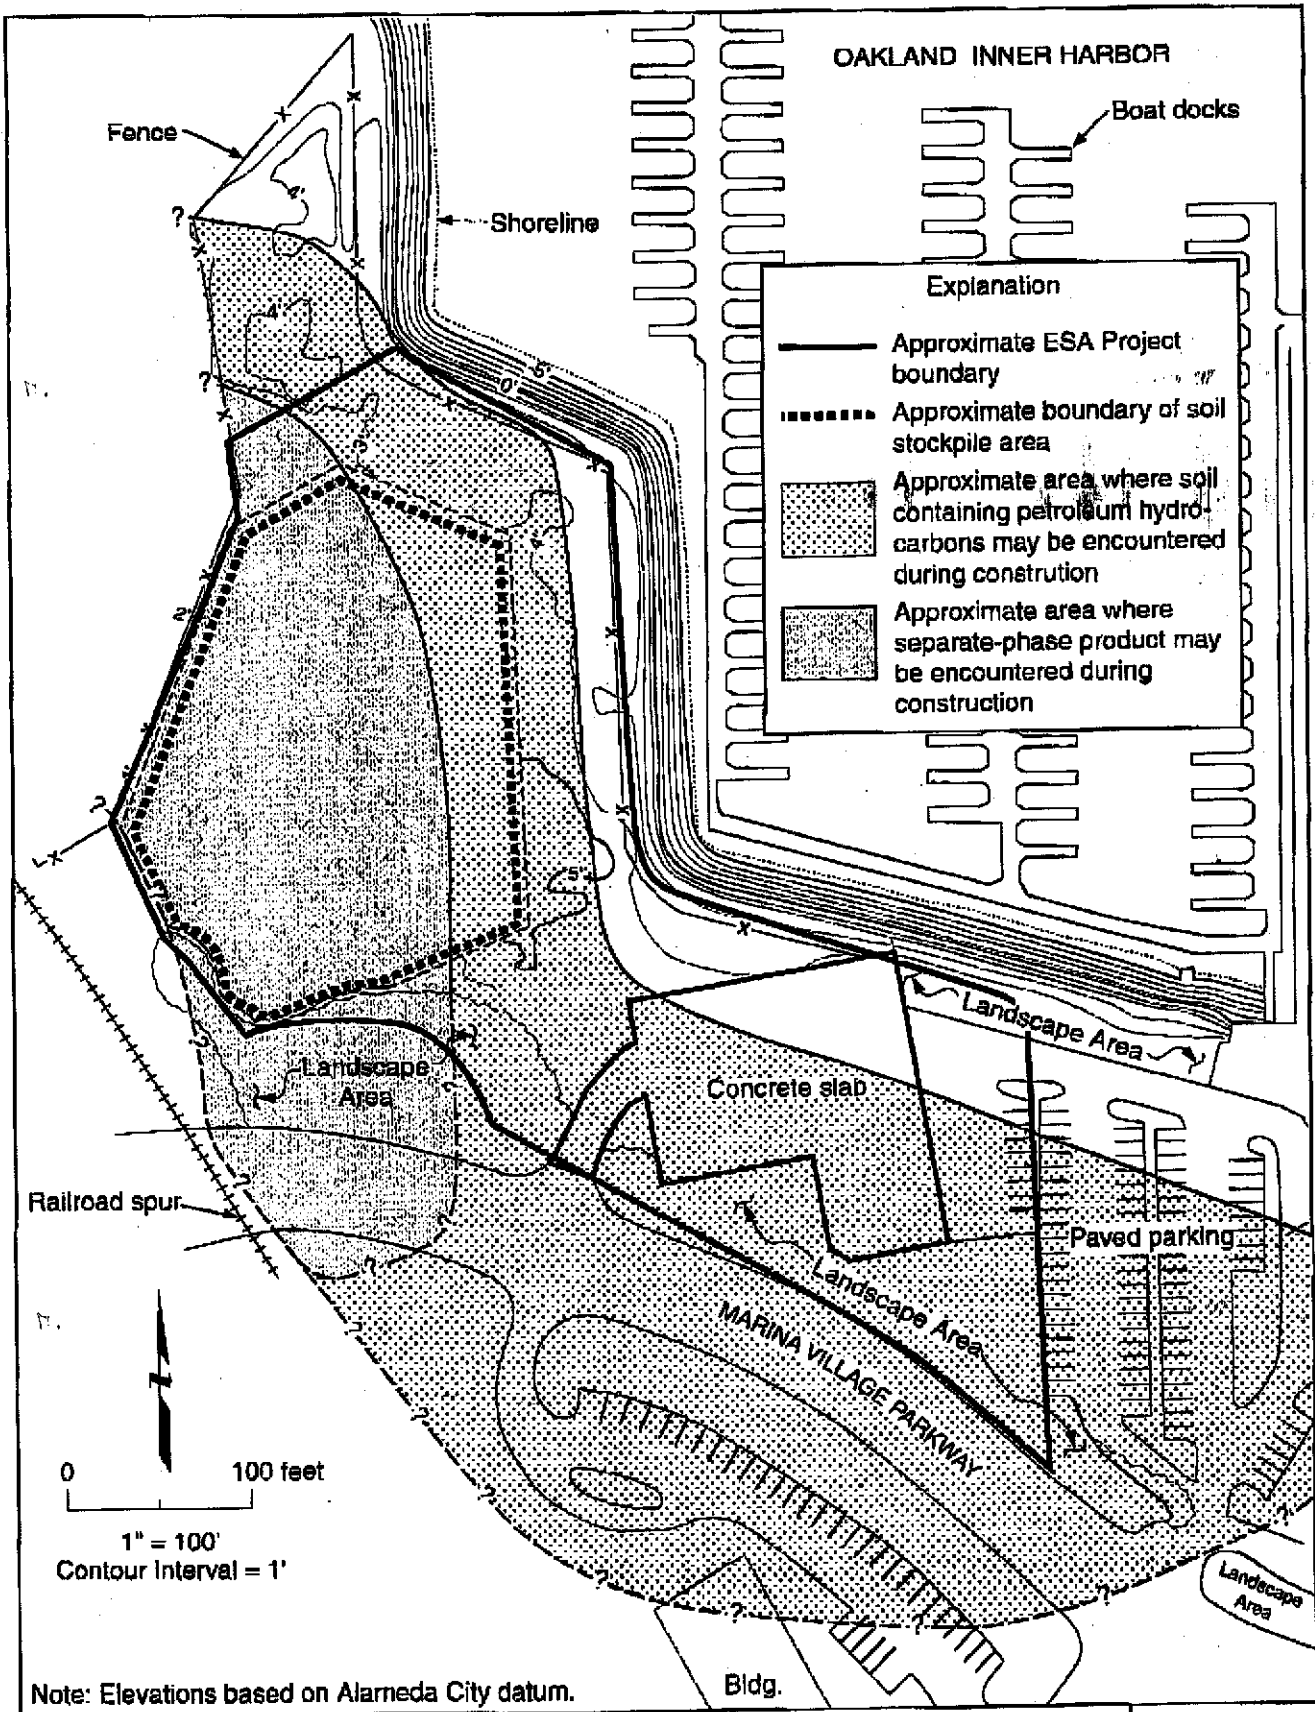 OAKLAND INNER HARBOR
Boat docks
Fence
4'
?
Shoreline
Explanation
Approximate ESA Project
boundary
Approximate boundary of soil
stockpile area
Approximate area where soil
containing petroleum hydro-
carbons may be encountered
during constrution
Approximate area where
separate-phase product may
be encountered during
construction
4'
-5'
0'
?
3'
4'
2'
?
5'
Landscape Area
Landscape
Area
Concrete slab
?
?
Railroad spur
?
?
?
Paved parking
Landscape Area
MARINA VILLAGE PARKWAY
?
?
0 100 feet
?
?
1" = 100'
Contour Interval = 1'
?
?
?
?
Landscape
Area
Bldg.
Note: Elevations based on Alameda City datum.